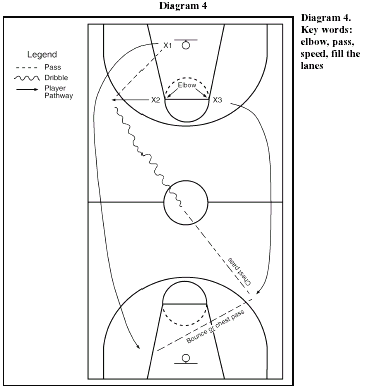 Diagram 4
Diagram 4.
Key words:
elbow, pass,
speed, fill the
lanes
Legend
Pass
Dribble
Player
Pathway
X1
Elbow
X2
X3
Chest pass
Bounce or chest pass